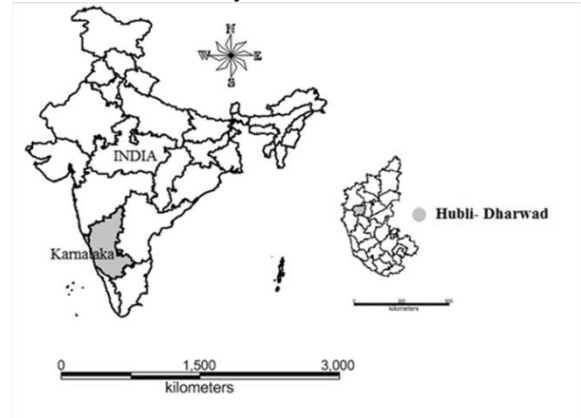 N
W E
S
INDIA
Karnataka
Hubli- Dharwad
kilometers
0 1,500 3,000
kilometers